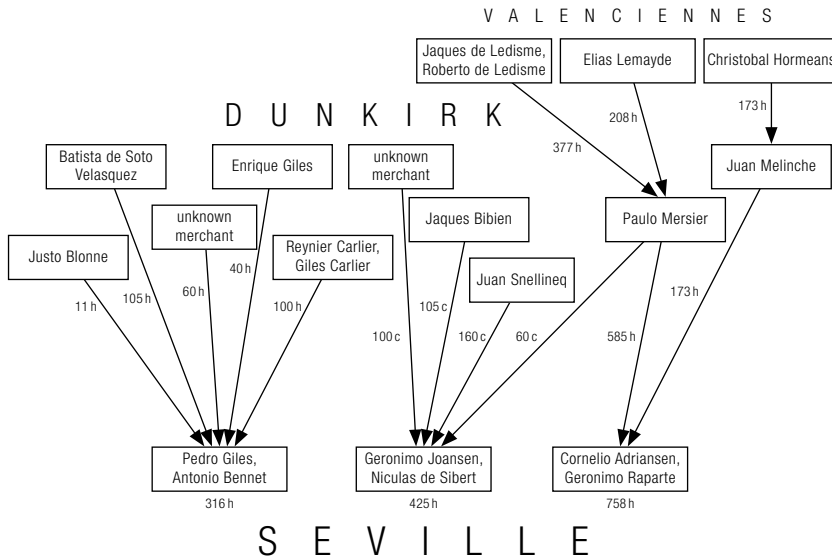 VALENCIENNES
Jaques de Ledisme,
Roberto de Ledisme
Elias Lemayde
Christobal Hormeans
DUNKIRK
173 h
208 h
377 h
Batista de Soto
Velasquez
Enrique Giles
unknown
merchant
Juan Melinche
unknown
merchant
Jaques Bibien
Paulo Mersier
Justo Blonne
Reynier Carlier,
Giles Carlier
Juan Snellineq
11 h
105 h
60 h
40 h
100 h
100 c
105 c
160 c
60 c
585 h
173 h
Pedro Giles,
Antonio Bennet
Geronimo Joansen,
Niculas de Sibert
Cornelio Adriansen,
Geronimo Raparte
316 h
425 h
758 h
SEVILLE